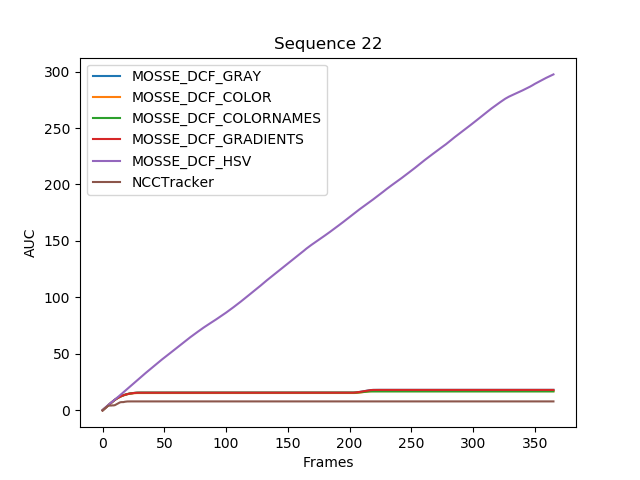 Sequence 22
MOSSE_DCF_GRAY
MOSSE_DCF_COLOR
MOSSE_DCF_COLORNAMES
MOSSE_DCF_GRADIENTS
MOSSE_DCF_HSV
NCCTracker
AUC
300
250
200
150
100
50
0
0 50 100 150 200 250 300 350
Frames